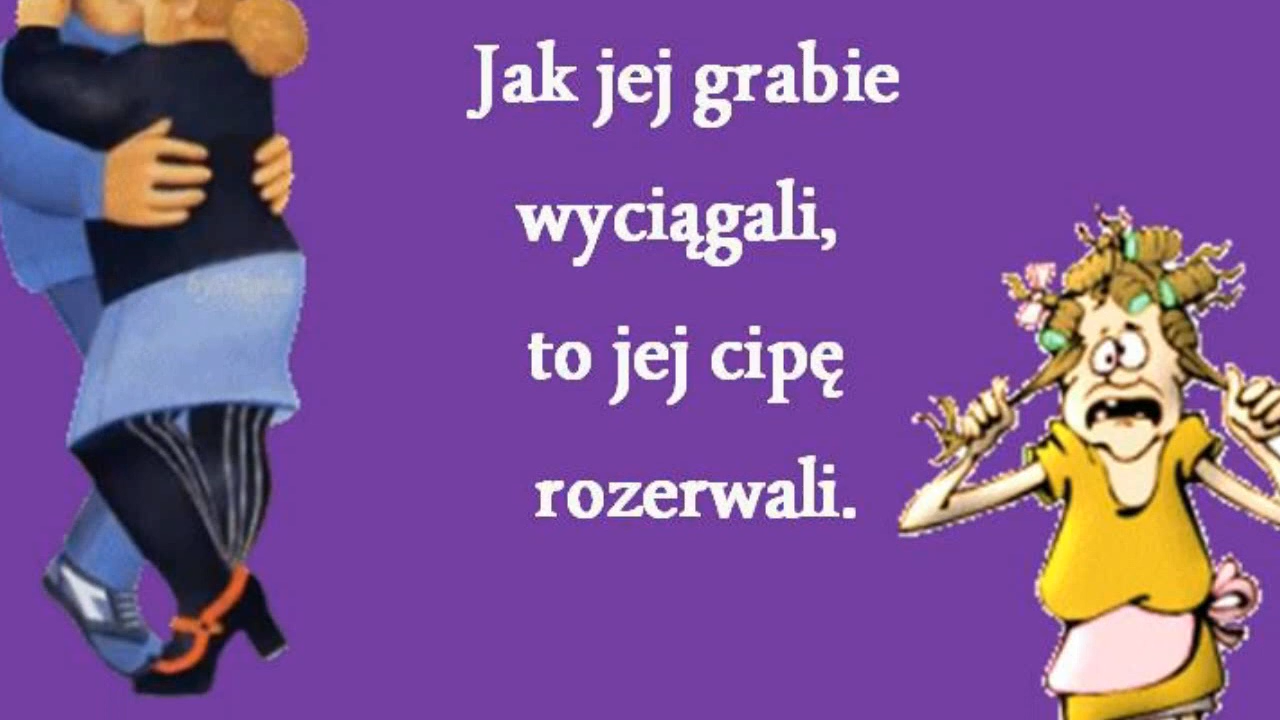 Jak jej grabie
wyciągali,
to jej cipę
rozerwali.